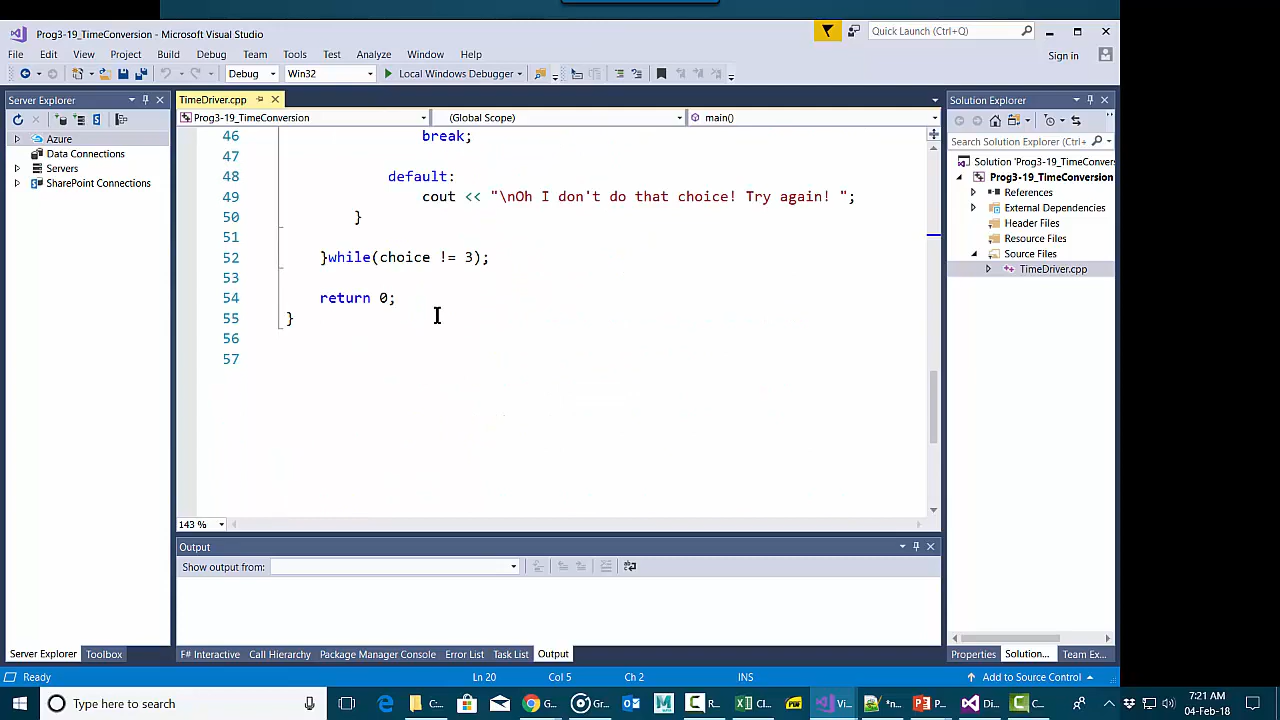 Prog3-19_TimeConversion - Microsoft Visual Studio
Quick Launch (Ctrl+Q)
File Edit View Project Build Debug Team Tools Test Analyze Window Help
Sign in
Debug Win32 Local Windows Debugger
Server Explorer
TimeDriver.cpp
Solution Explorer
Prog3-19_TimeConversion (Global Scope) main()
Azure
Data Connections
Servers
SharePoint Connections
Search Solution Explorer (Ctrl+
Solution 'Prog3-19_TimeConvers
Prog3-19_TimeConversion
References
External Dependencies
Header Files
Resource Files
Source Files
TimeDriver.cpp
46 break;
47
48 default:
49 cout << "\nOh I don't do that choice! Try again! ";
50 }
51
52 }while(choice != 3);
53
54 return 0;
55 }
56
57
143 %
Output
Show output from:
Server Explorer Toolbox
F# Interactive Call Hierarchy Package Manager Console Error List Task List Output
Properties Solution... Team Ex...
Ready Ln 20 Col 5 Ch 2 INS Add to Source Control
Type here to search
C... G... Gr... R... Cl... Vi... *n... P... Di... C...
7:21 AM
04-Feb-18